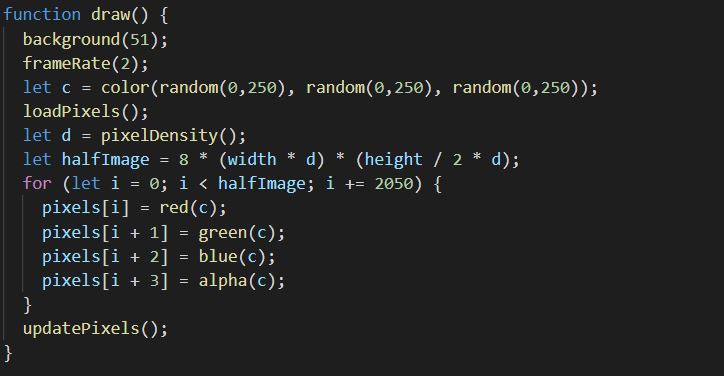 function draw() {
  background(51);
  frameRate(2);
  let c = color(random(0,250), random(0,250), random(0,250));
  loadPixels();
  let d = pixelDensity();
  let halfImage = 8 * (width * d) * (height / 2 * d);
  for (let i = 0; i < halfImage; i += 2050) {
    pixels[i] = red(c);
    pixels[i + 1] = green(c);
    pixels[i + 2] = blue(c);
    pixels[i + 3] = alpha(c);
  }
  updatePixels();
}